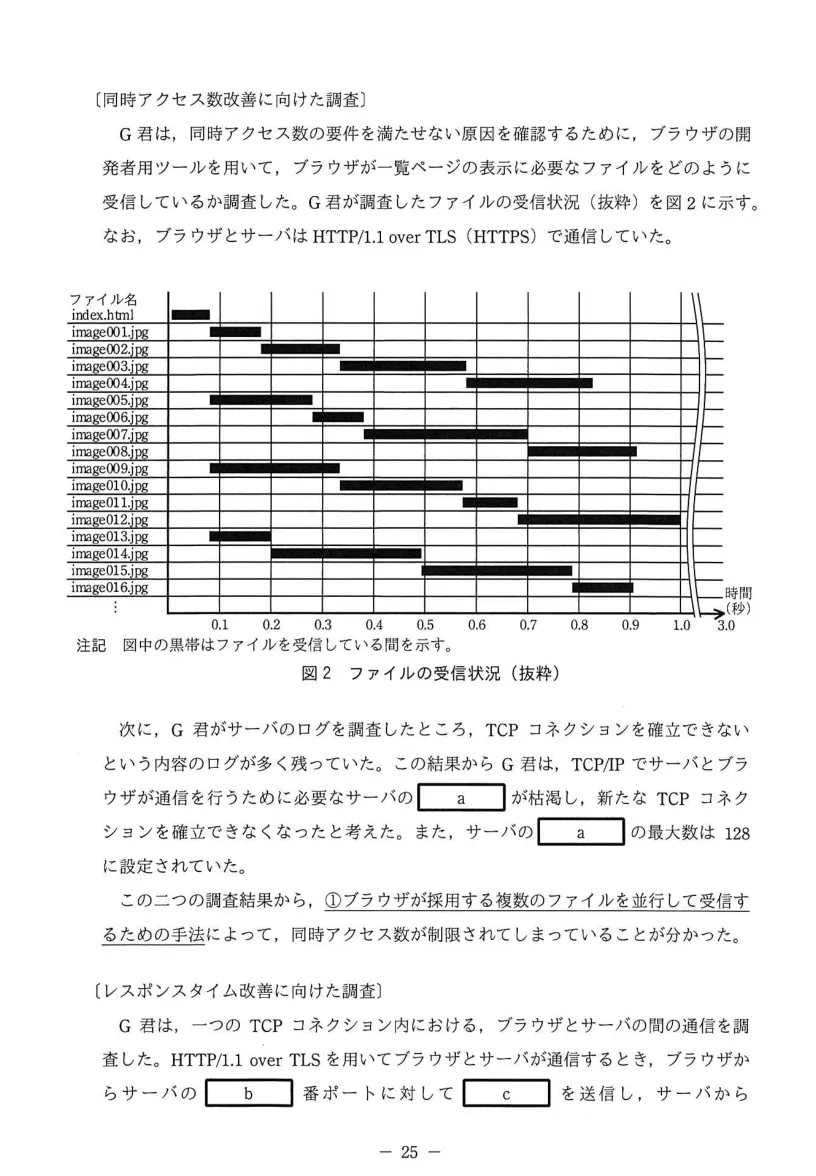 〔同時アクセス数改善に向けた調査〕
G 君は，同時アクセス数の要件を満たせない原因を確認するために，ブラウザの開
発者用ツールを用いて，ブラウザが一覧ページの表示に必要なファイルをどのように
受信しているか調査した。G 君が調査したファイルの受信状況（抜粋）を図 2 に示す。
なお，ブラウザとサーバは HTTP/1.1 over TLS（HTTPS）で通信していた。
ファイル名
index.html
image001.jpg
image002.jpg
image003.jpg
image004.jpg
image005.jpg
image006.jpg
image007.jpg
image008.jpg
image009.jpg
image010.jpg
image011.jpg
image012.jpg
image013.jpg
image014.jpg
image015.jpg
image016.jpg
⋮
時間
（秒）
0.1 0.2 0.3 0.4 0.5 0.6 0.7 0.8 0.9 1.0 3.0
注記　図中の黒帯はファイルを受信している間を示す。
図 2　ファイルの受信状況（抜粋）
次に，G 君がサーバのログを調査したところ，TCP コネクションを確立できない
という内容のログが多く残っていた。この結果から G 君は，TCP/IP でサーバとブラ
ウザが通信を行うために必要なサーバの a が枯渇し，新たな TCP コネク
ションを確立できなくなったと考えた。また，サーバの a の最大数は 128
に設定されていた。
この二つの調査結果から，①ブラウザが採用する複数のファイルを並行して受信す
るための手法によって，同時アクセス数が制限されてしまっていることが分かった。
〔レスポンスタイム改善に向けた調査〕
G 君は，一つの TCP コネクション内における，ブラウザとサーバの間の通信を調
査した。HTTP/1.1 over TLS を用いてブラウザとサーバが通信するとき，ブラウザか
らサーバの b 番ポートに対して c を送信し，サーバから
－ 25 －